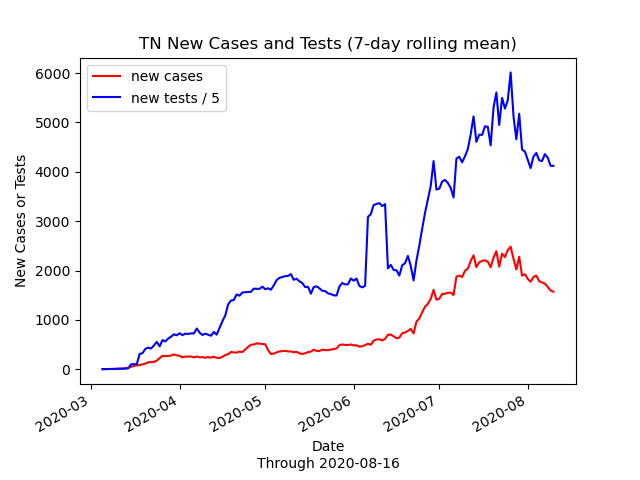 TN New Cases and Tests (7-day rolling mean)
new cases
new tests / 5
New Cases or Tests
6000
5000
4000
3000
2000
1000
0
2020-03
2020-04
2020-05
2020-06
2020-07
2020-08
Date
Through 2020-08-16